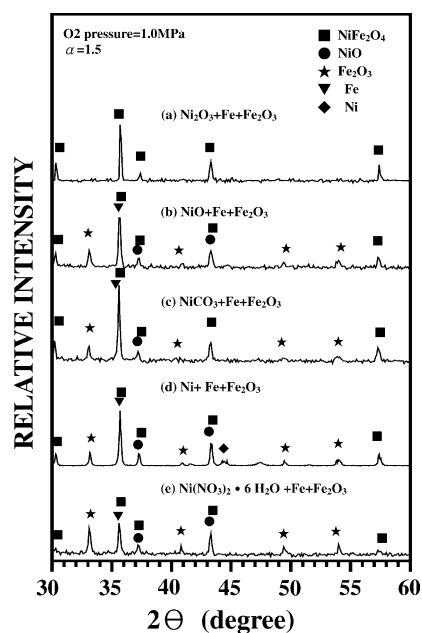 O2 pressure=1.0MPa
α=1.5
NiFe₂O₄
NiO
Fe₂O₃
Fe
Ni
(a) Ni₂O₃+Fe+Fe₂O₃
(b) NiO+Fe+Fe₂O₃
(c) NiCO₃+Fe+Fe₂O₃
(d) Ni+ Fe+Fe₂O₃
(e) Ni(NO₃)₂ • 6 H₂O +Fe+Fe₂O₃
RELATIVE INTENSITY
30 35 40 45 50 55 60
2Θ (degree)